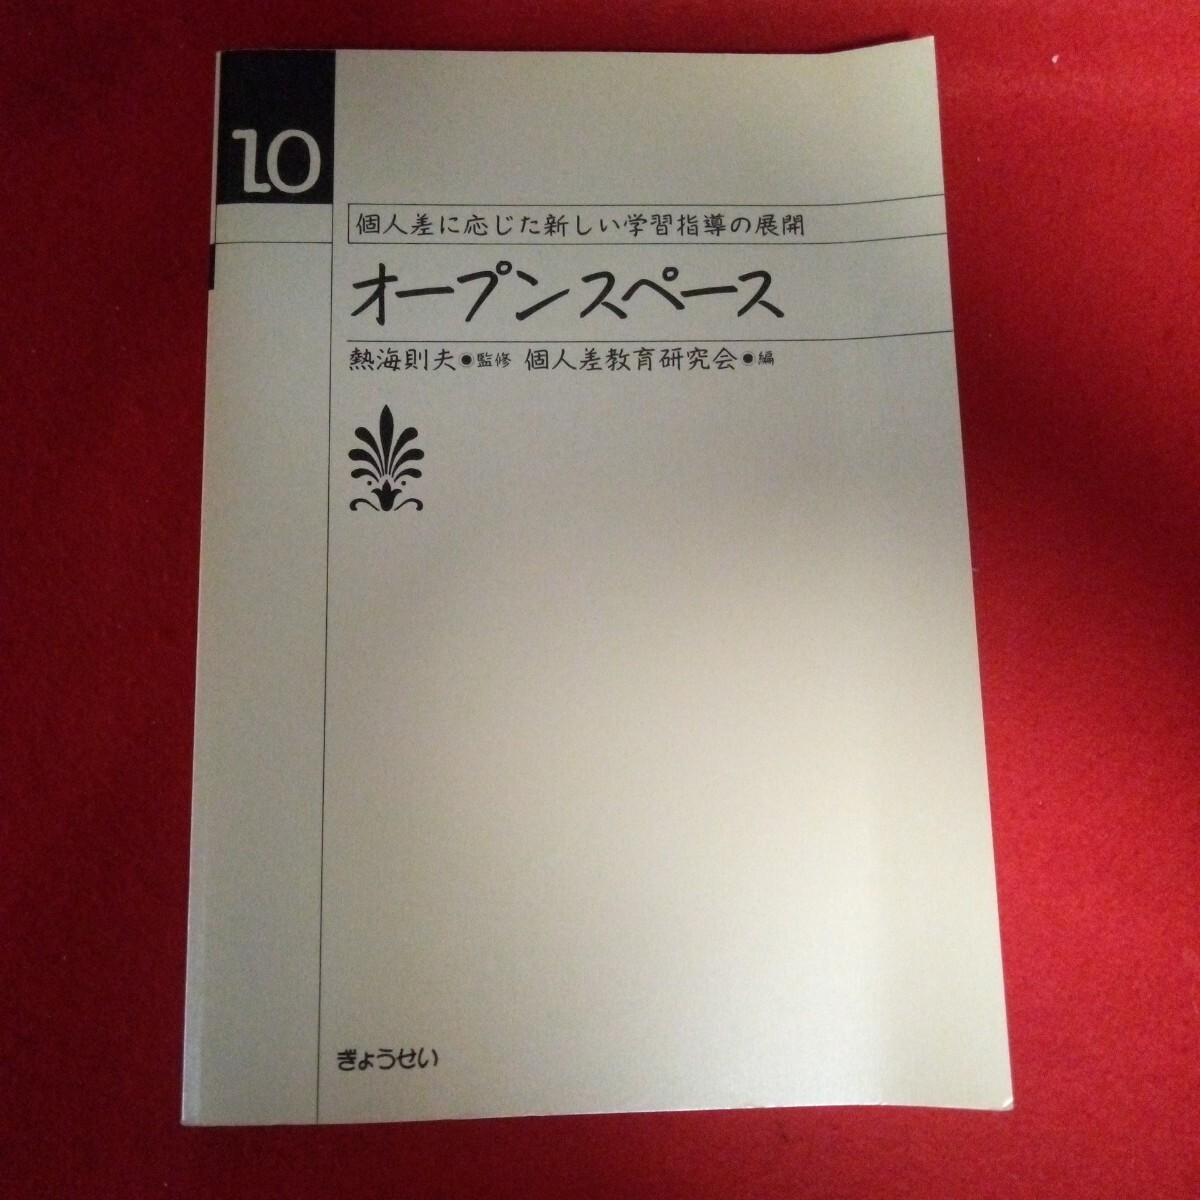 10
個人差に応じた新しい学習指導の展開
オープンスペース
熱海則夫●監修 個人差教育研究会●編
ぎょうせい